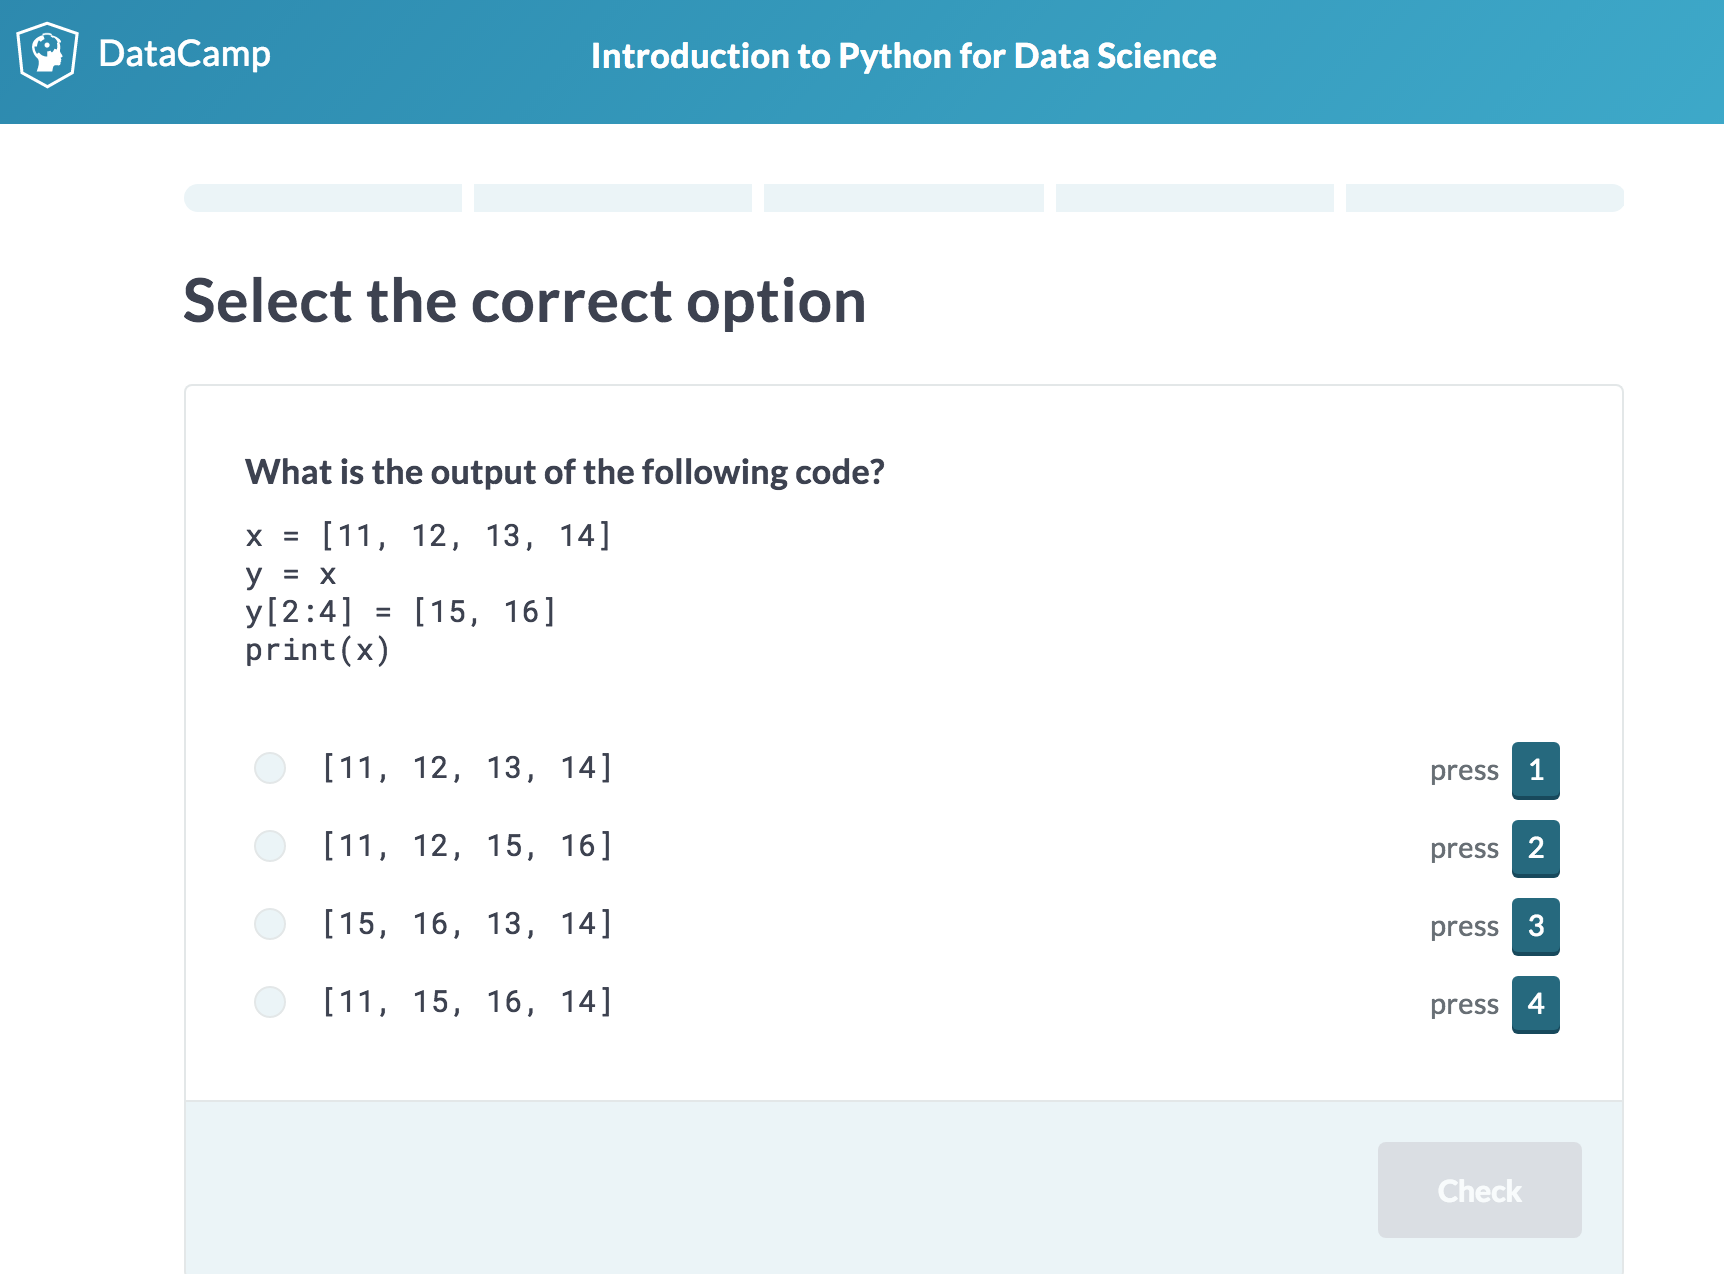 DataCamp
Introduction to Python for Data Science
Select the correct option
What is the output of the following code?
x = [11, 12, 13, 14]
y = x
y[2:4] = [15, 16]
print(x)
[11, 12, 13, 14] press 1
[11, 12, 15, 16] press 2
[15, 16, 13, 14] press 3
[11, 15, 16, 14] press 4
Check